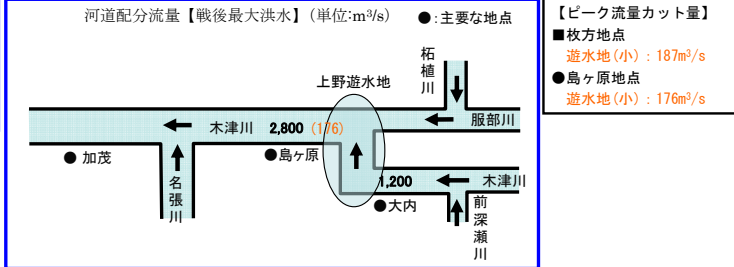 河道配分流量【戦後最大洪水】(単位:m³/s) ●:主要な地点
【ピーク流量カット量】
■枚方地点
遊水地(小):187m³/s
●島ヶ原地点
遊水地(小):176m³/s
柘植川
上野遊水地
木津川 2,800 (176)
服部川
●加茂
●島ヶ原
名張川
1,200
木津川
●大内
前深瀬川